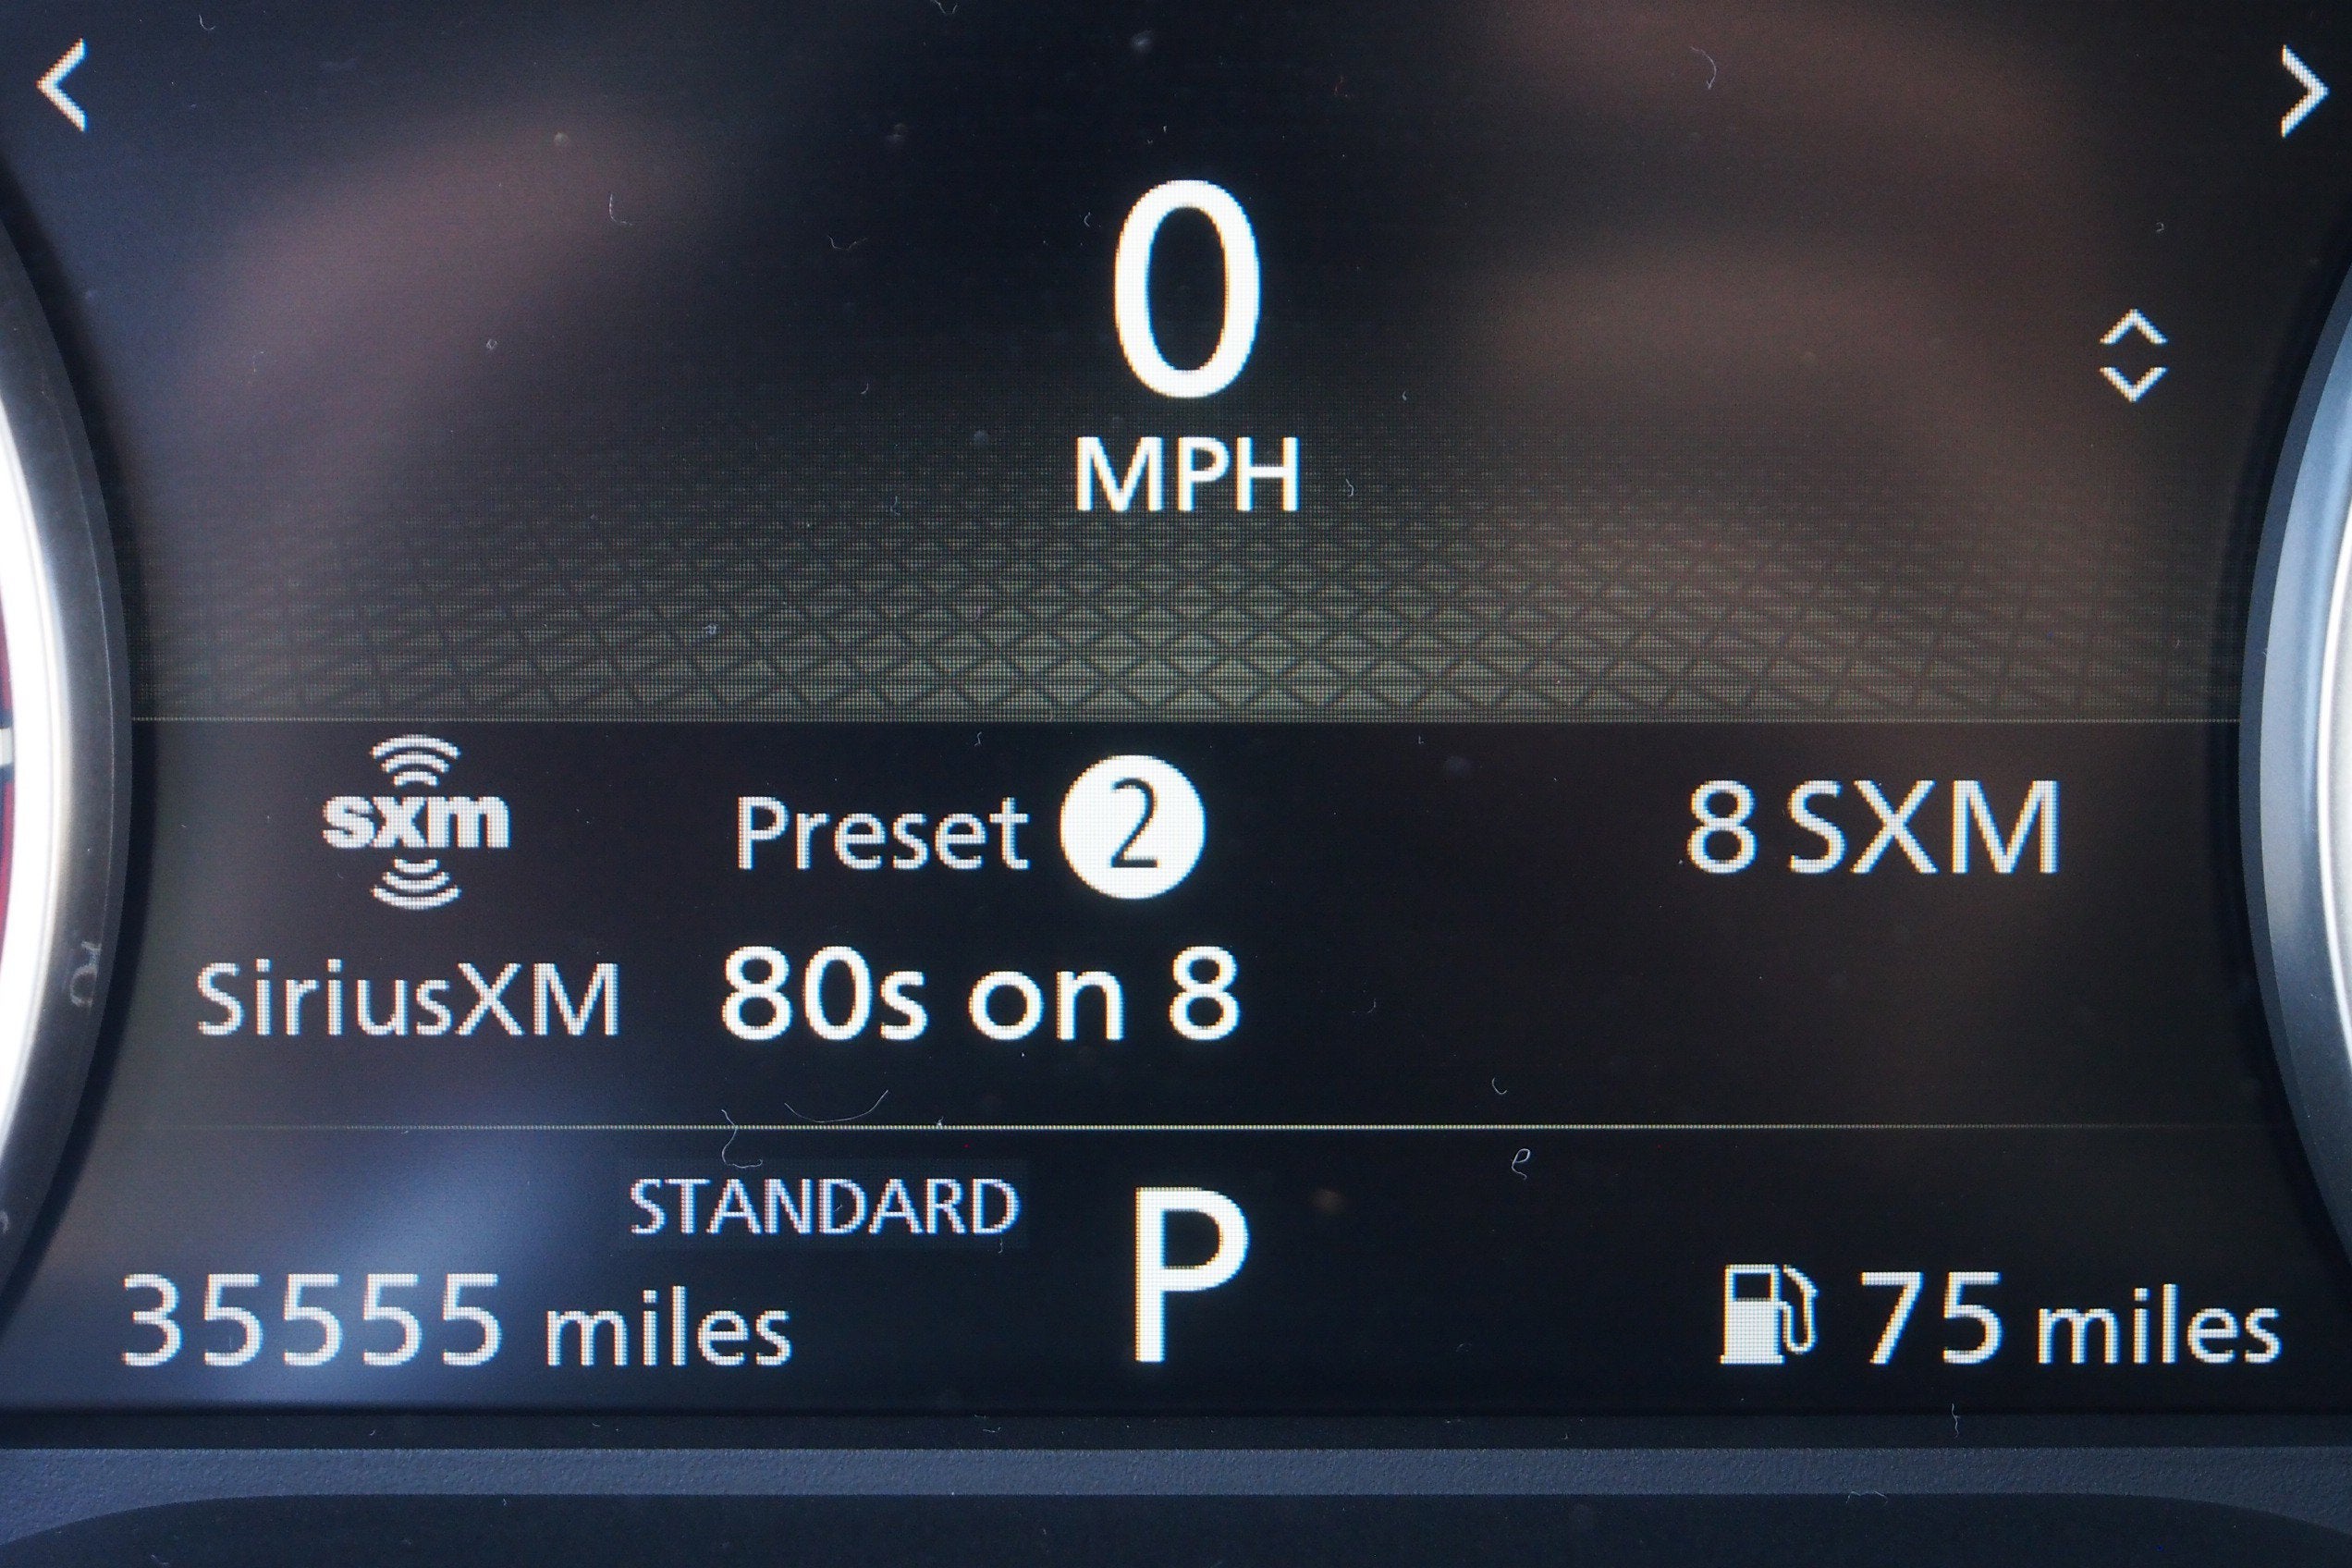 0
MPH
sxm
SiriusXM
Preset 2
8 SXM
80s on 8
STANDARD
P
35555 miles
75 miles